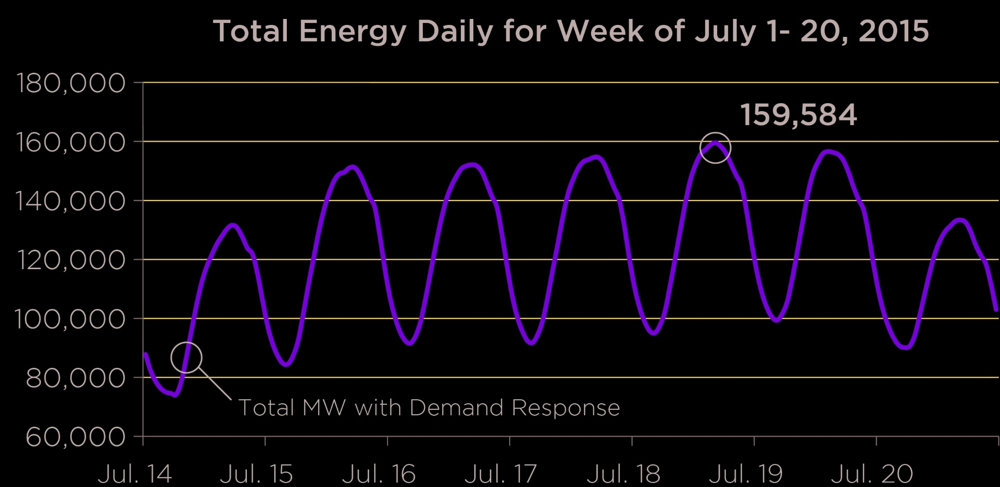 Total Energy Daily for Week of July 1- 20, 2015
180,000
160,000
159,584
140,000
120,000
100,000
80,000
Total MW with Demand Response
60,000
Jul. 14 Jul. 15 Jul. 16 Jul. 17 Jul. 18 Jul. 19 Jul. 20